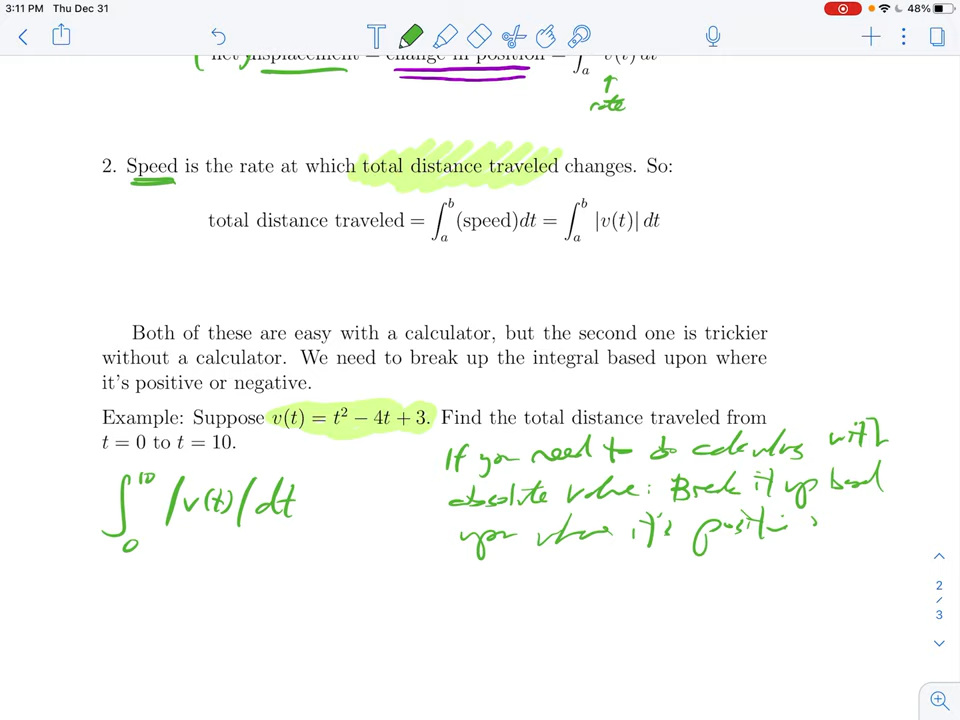 3:11 PM Thu Dec 31
48%
(net) displacement = change in position = ∫ₐ v(t) dt
↑
rate
2. Speed is the rate at which total distance traveled changes. So:
total distance traveled = ∫ₐᵇ (speed)dt = ∫ₐᵇ |v(t)| dt
Both of these are easy with a calculator, but the second one is trickier
without a calculator. We need to break up the integral based upon where
it's positive or negative.
Example: Suppose v(t) = t² − 4t + 3. Find the total distance traveled from
t = 0 to t = 10.
∫₀¹⁰ |v(t)| dt
If you need to do calculus with
absolute value: Break it up based
upon where it's positive
2
/
3